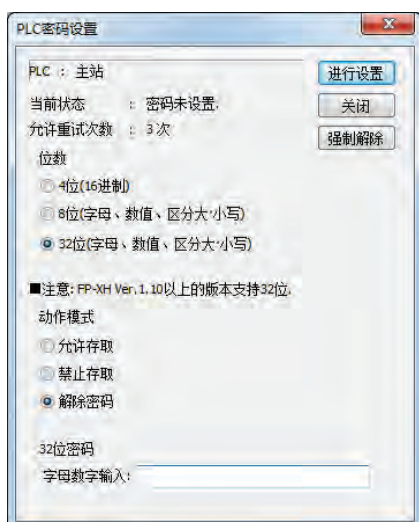 PLC密码设置
PLC : 主站
进行设置
当前状态 : 密码未设置.
关闭
允许重试次数 : 3 次
强制解除
位数
4位(16进制)
8位(字母、数值、区分大·小写)
32位(字母、数值、区分大·小写)
■注意: FP-XH Ver.1.10以上的版本支持32位.
动作模式
允许存取
禁止存取
解除密码
32位密码
字母数字输入: